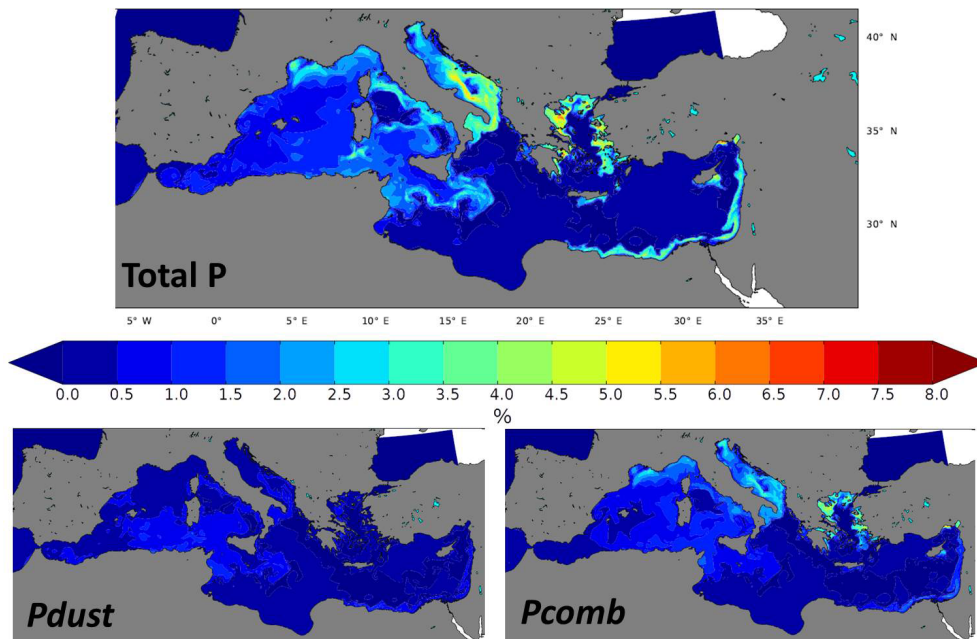 40° N
35° N
30° N
Total P
5° W 0° 5° E 10° E 15° E 20° E 25° E 30° E 35° E
0.0 0.5 1.0 1.5 2.0 2.5 3.0 3.5 4.0 4.5 5.0 5.5 6.0 6.5 7.0 7.5 8.0
%
Pdust Pcomb